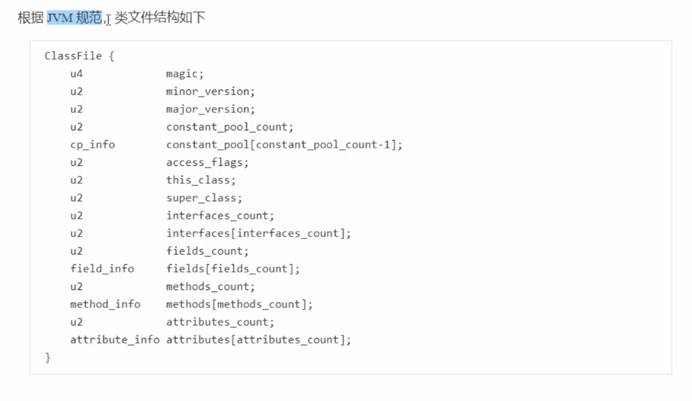 根据 JVM 规范，类文件结构如下
ClassFile {
u4 magic;
u2 minor_version;
u2 major_version;
u2 constant_pool_count;
cp_info constant_pool[constant_pool_count-1];
u2 access_flags;
u2 this_class;
u2 super_class;
u2 interfaces_count;
u2 interfaces[interfaces_count];
u2 fields_count;
field_info fields[fields_count];
u2 methods_count;
method_info methods[methods_count];
u2 attributes_count;
attribute_info attributes[attributes_count];
}